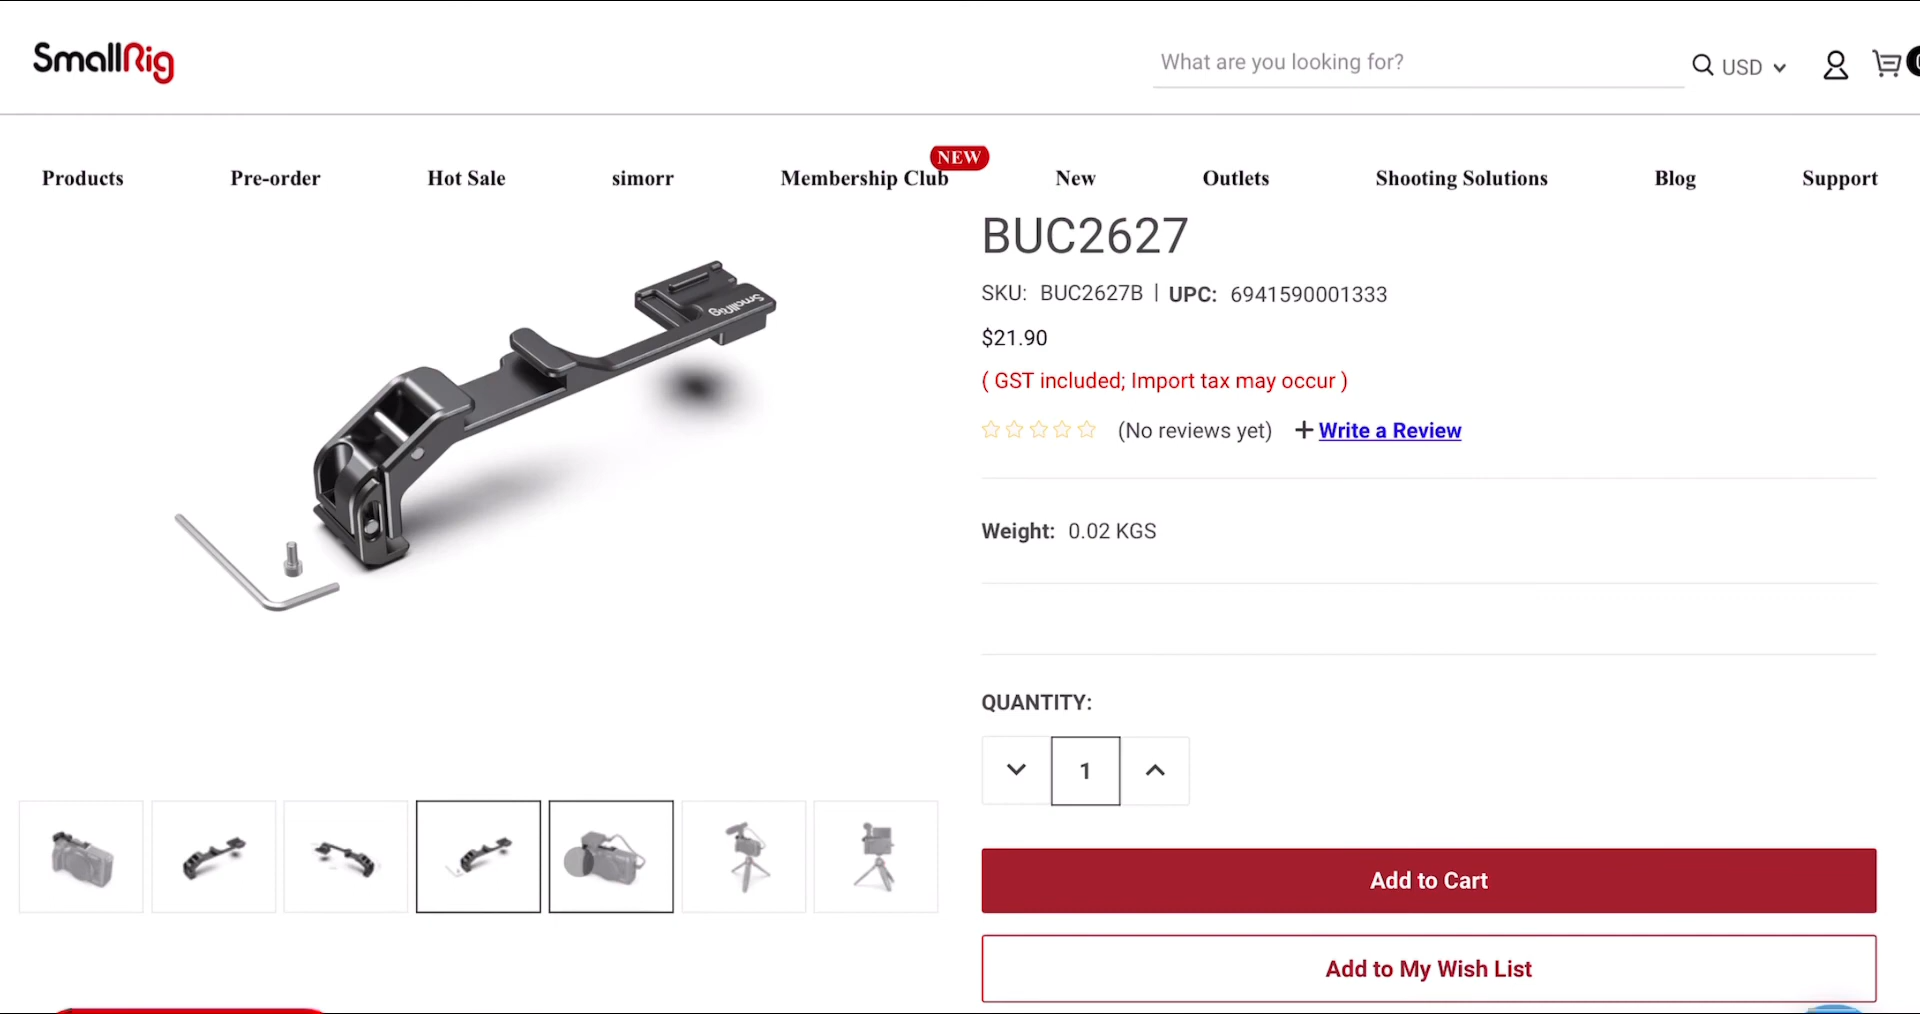 SmallRig
What are you looking for?
USD
NEW
Products
Pre-order
Hot Sale
simorr
Membership Club
New
Outlets
Shooting Solutions
Blog
Support
BUC2627
SKU: BUC2627B | UPC: 6941590001333
$21.90
( GST included; Import tax may occur )
(No reviews yet) + Write a Review
SmallRig
Weight: 0.02 KGS
QUANTITY:
1
Add to Cart
Add to My Wish List